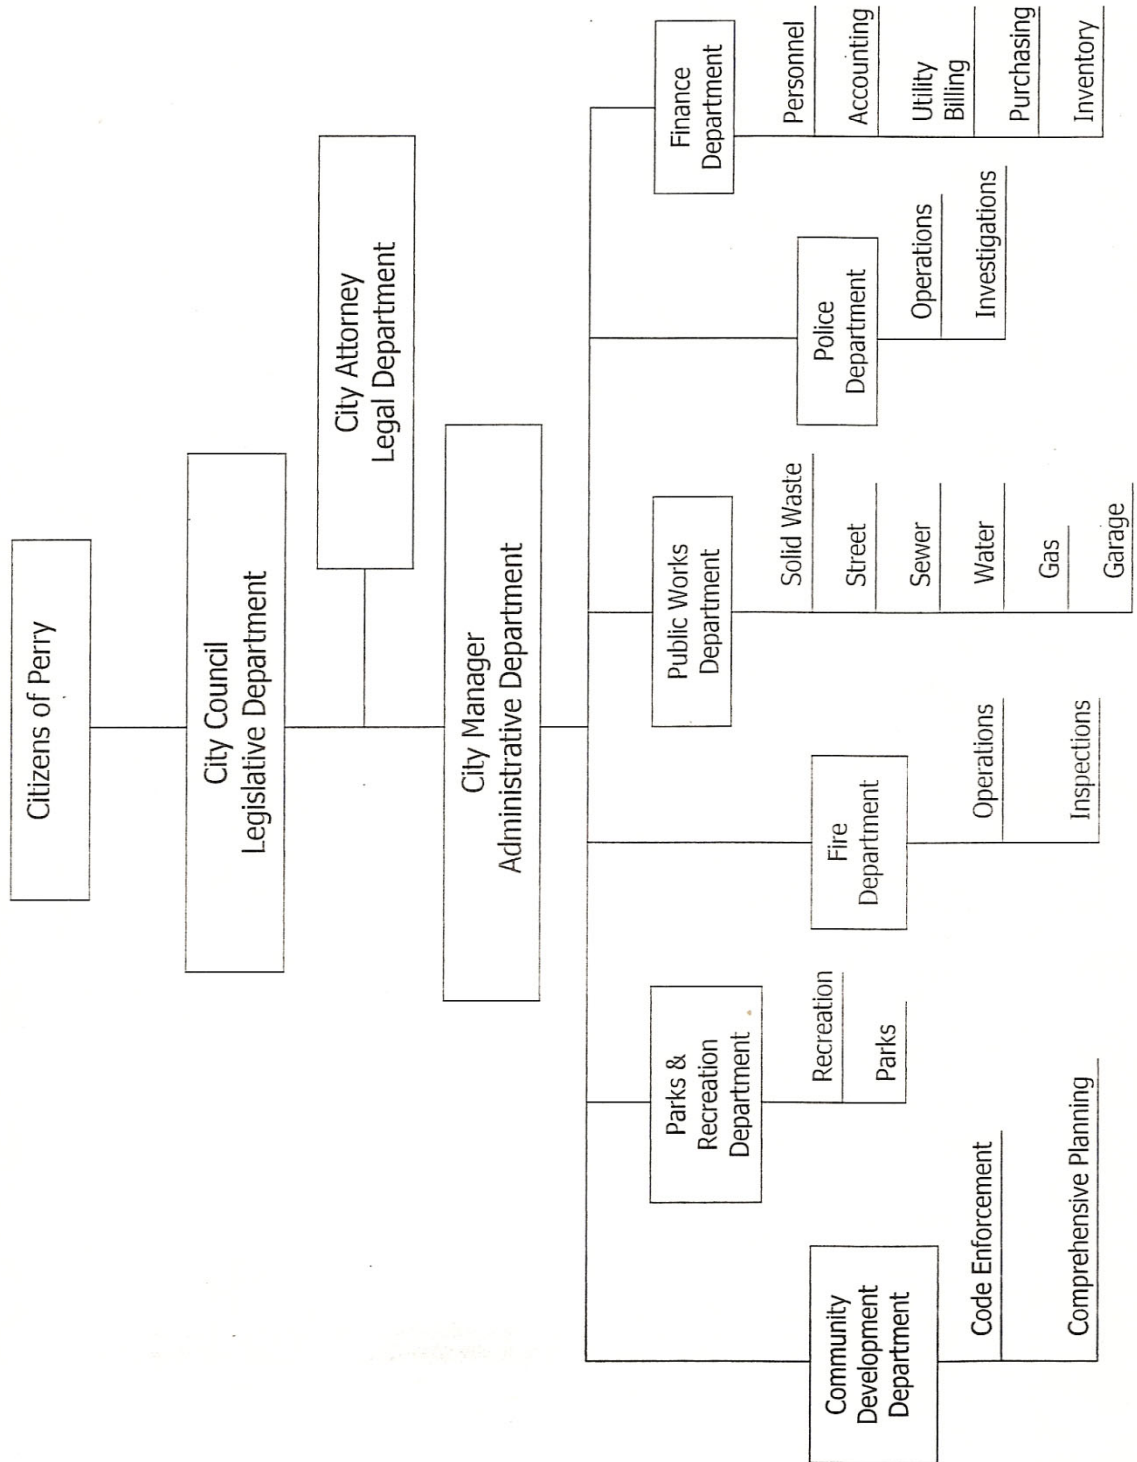 Citizens of Perry
City Council
Legislative Department
City Attorney
Legal Department
City Manager
Administrative Department
Community
Development
Department
Code Enforcement
Comprehensive Planning
Parks &
Recreation
Department
Recreation
Parks
Fire
Department
Operations
Inspections
Public Works
Department
Solid Waste
Street
Sewer
Water
Gas
Garage
Police
Department
Operations
Investigations
Finance
Department
Personnel
Accounting
Utility
Billing
Purchasing
Inventory